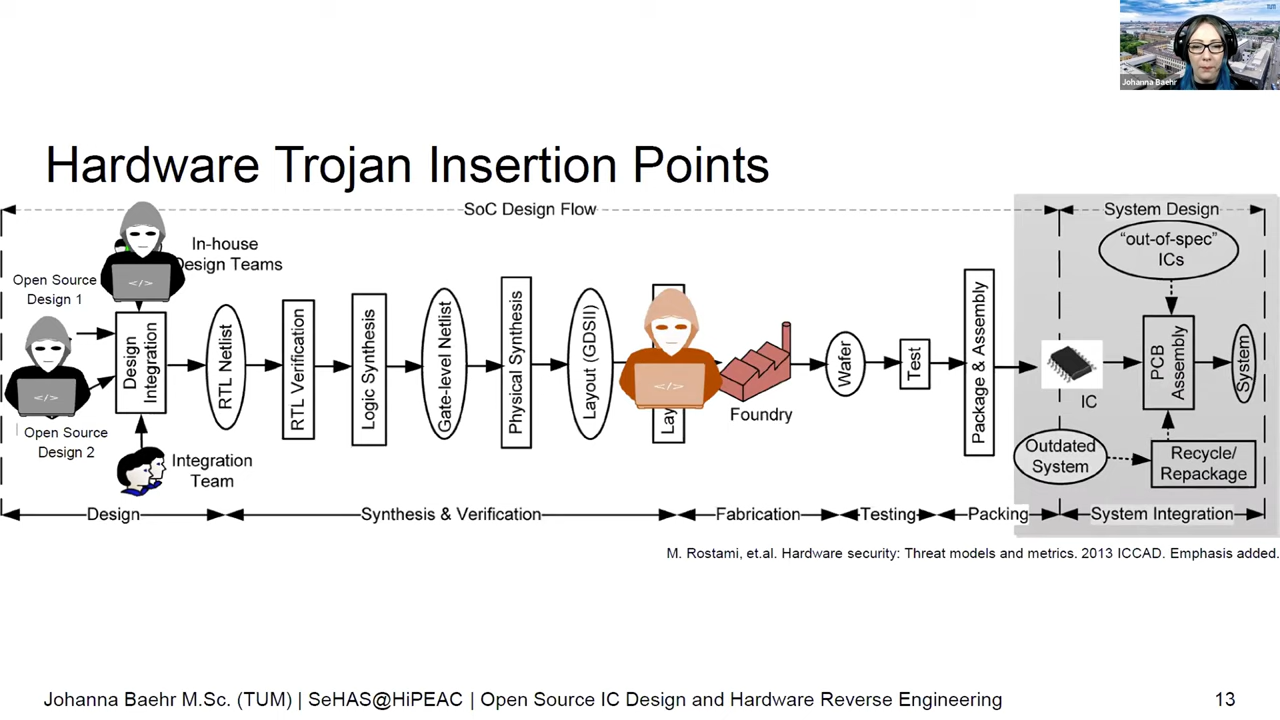 TUM
Johanna Baehr
Hardware Trojan Insertion Points
SoC Design Flow
System Design
In-house
Design Teams
"out-of-spec"
ICs
Open Source
Design 1
Design
Integration
RTL Netlist
RTL Verification
Logic Synthesis
Gate-level Netlist
Physical Synthesis
Layout (GDSII)
Foundry
Wafer
Test
Package & Assembly
IC
PCB
Assembly
System
Open Source
Design 2
Integration
Team
Outdated
System
Recycle/
Repackage
Design
Synthesis & Verification
Fabrication
Testing
Packing
System Integration
M. Rostami, et.al. Hardware security: Threat models and metrics. 2013 ICCAD. Emphasis added.
Johanna Baehr M.Sc. (TUM) | SeHAS@HiPEAC | Open Source IC Design and Hardware Reverse Engineering
13